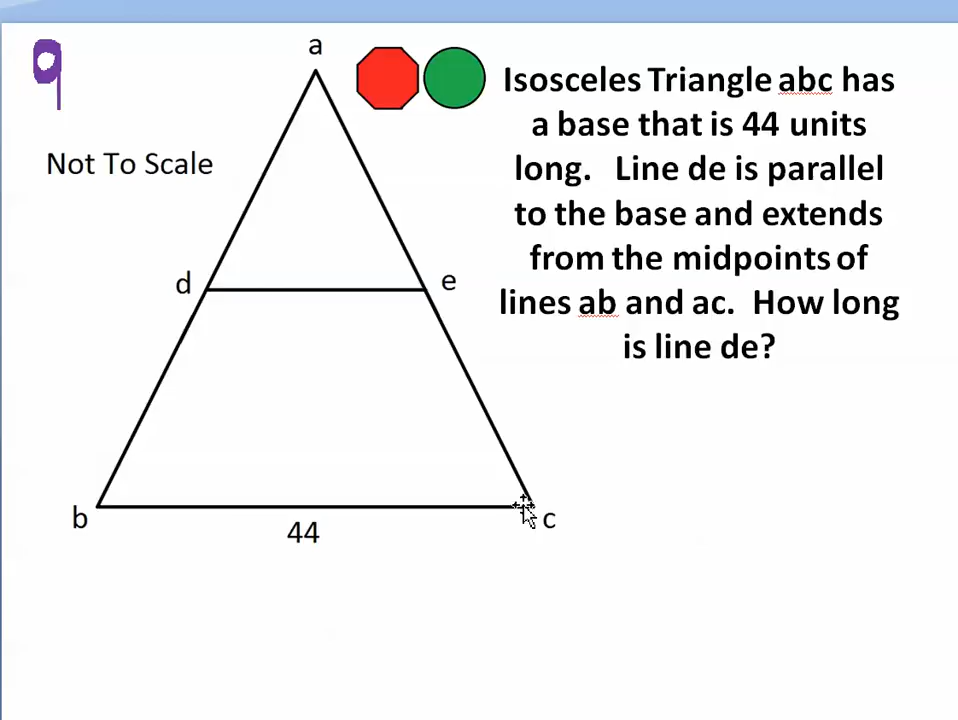 9
a
Isosceles Triangle abc has
a base that is 44 units
long. Line de is parallel
to the base and extends
from the midpoints of
lines ab and ac. How long
is line de?
Not To Scale
d
e
b
c
44